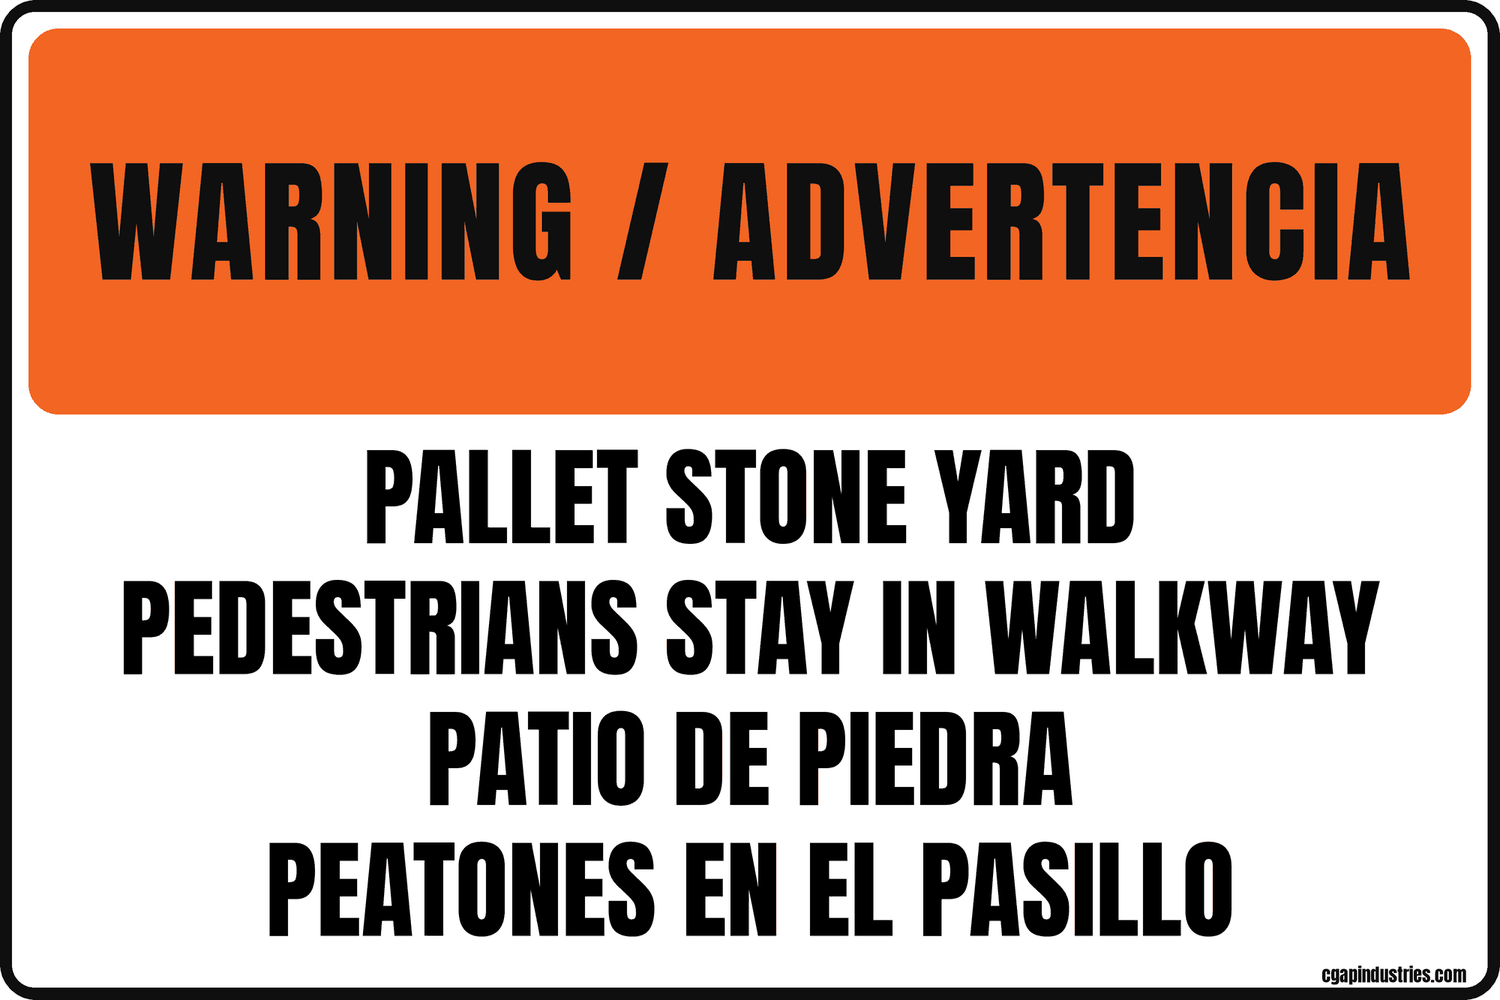 WARNING / ADVERTENCIA
PALLET STONE YARD
PEDESTRIANS STAY IN WALKWAY
PATIO DE PIEDRA
PEATONES EN EL PASILLO
cgapindustries.com